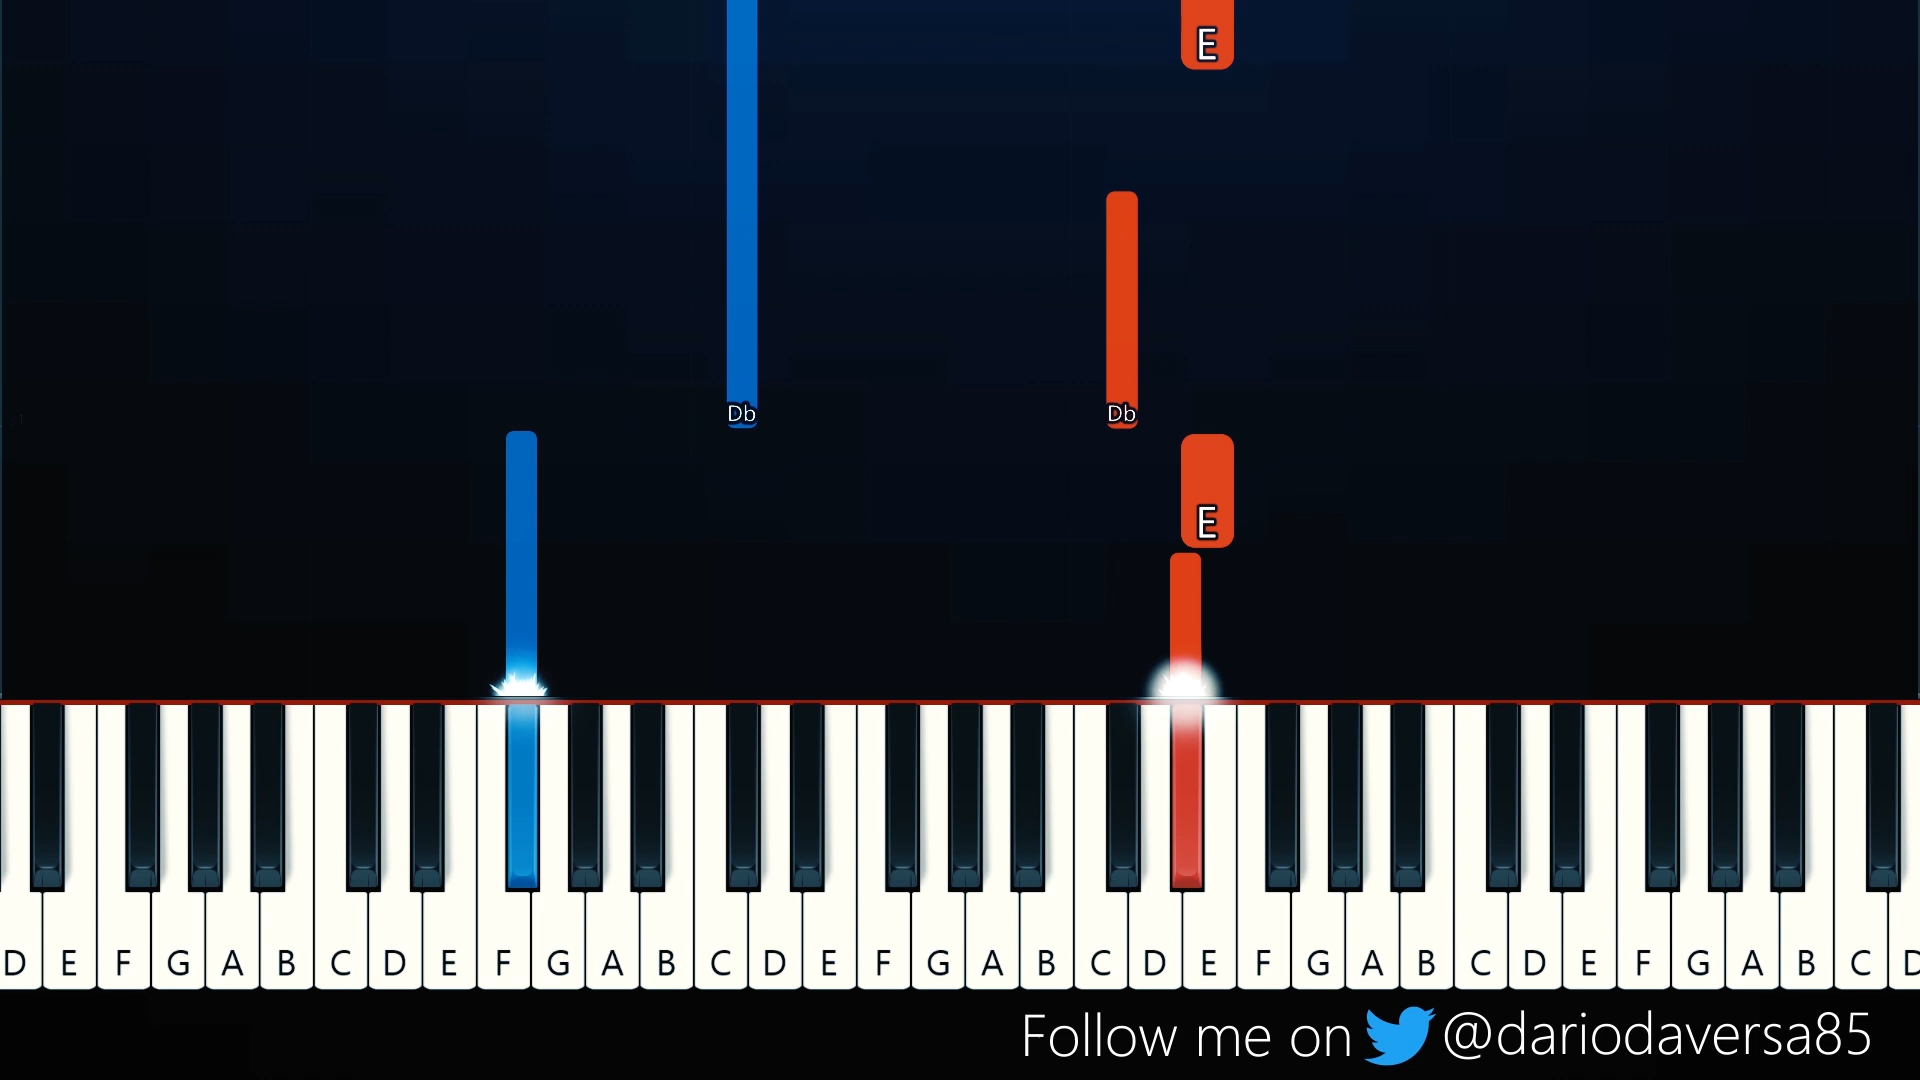 E
Db Db
E
D E F G A B C D E F G A B C D E F G A B C D E F G A B C D E F G A B C D
Follow me on @dariodaversa85